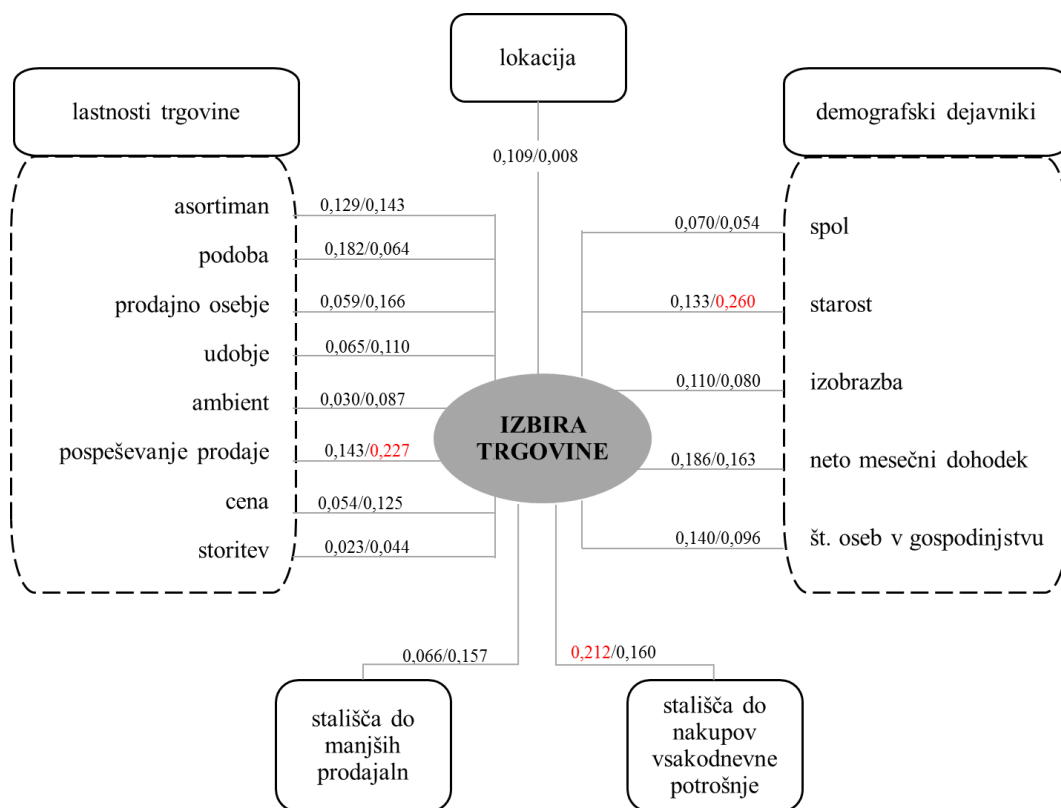 lokacija
0,109/0,008
lastnosti trgovine
asortiman 0,129/0,143
podoba 0,182/0,064
prodajno osebje 0,059/0,166
udobje 0,065/0,110
ambient 0,030/0,087
pospeševanje prodaje 0,143/0,227
cena 0,054/0,125
storitev 0,023/0,044
IZBIRA
TRGOVINE
demografski dejavniki
0,070/0,054 spol
0,133/0,260 starost
0,110/0,080 izobrazba
0,186/0,163 neto mesečni dohodek
0,140/0,096 št. oseb v gospodinjstvu
0,066/0,157
stališča do
manjših
prodajaln
0,212/0,160
stališča do
nakupov
vsakodnevne
potrošnje